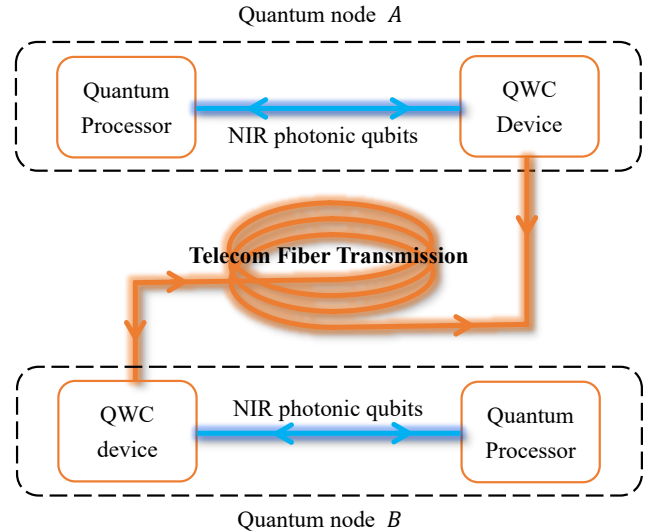 Quantum node A
Quantum
Processor
NIR photonic qubits
QWC
Device
Telecom Fiber Transmission
QWC
device
NIR photonic qubits
Quantum
Processor
Quantum node B